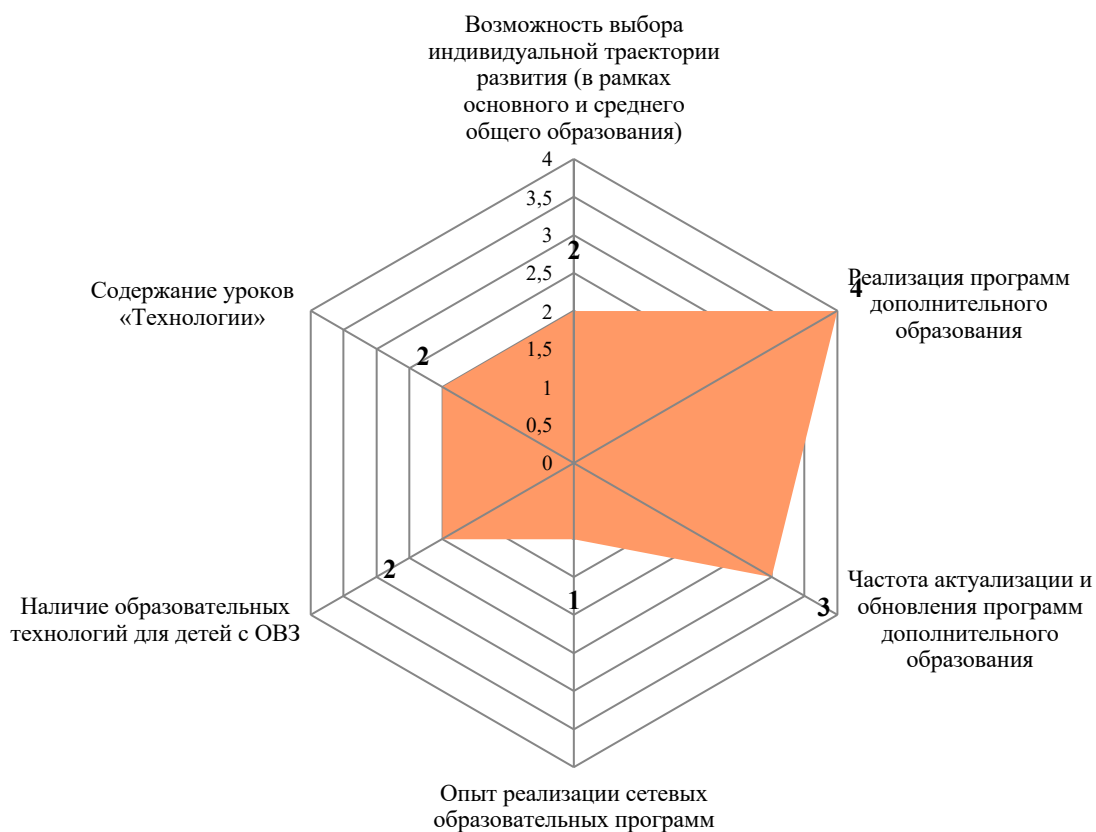 Возможность выбора
индивидуальной траектории
развития (в рамках
основного и среднего
общего образования)
4
3,5
3
2
2,5
2
1,5
1
0,5
0
4
Реализация программ
дополнительного
образования
Содержание уроков
«Технологии»
2
2
Наличие образовательных
технологий для детей с ОВЗ
1
3
Частота актуализации и
обновления программ
дополнительного
образования
Опыт реализации сетевых
образовательных программ